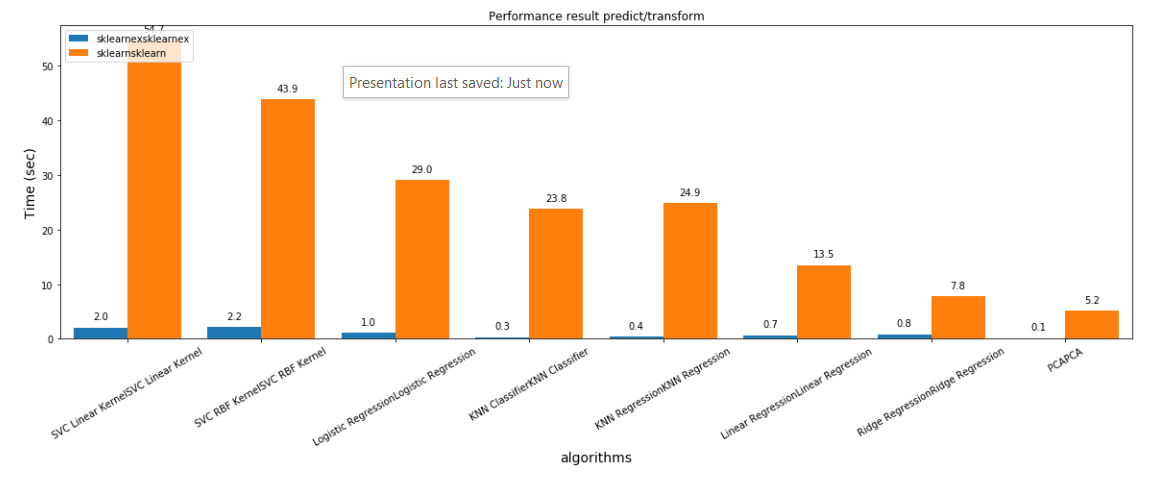 Performance result predict/transform
54.7
sklearnexsklearnex
sklearnsklearn
Presentation last saved: Just now
43.9
29.0
23.8
24.9
13.5
7.8
5.2
2.0
2.2
1.0
0.3
0.4
0.7
0.8
0.1
50
40
30
20
10
0
Time (sec)
SVC Linear KernelSVC Linear Kernel
SVC RBF KernelSVC RBF Kernel
Logistic RegressionLogistic Regression
KNN ClassifierKNN Classifier
KNN RegressionKNN Regression
Linear RegressionLinear Regression
Ridge RegressionRidge Regression
PCAPCA
algorithms